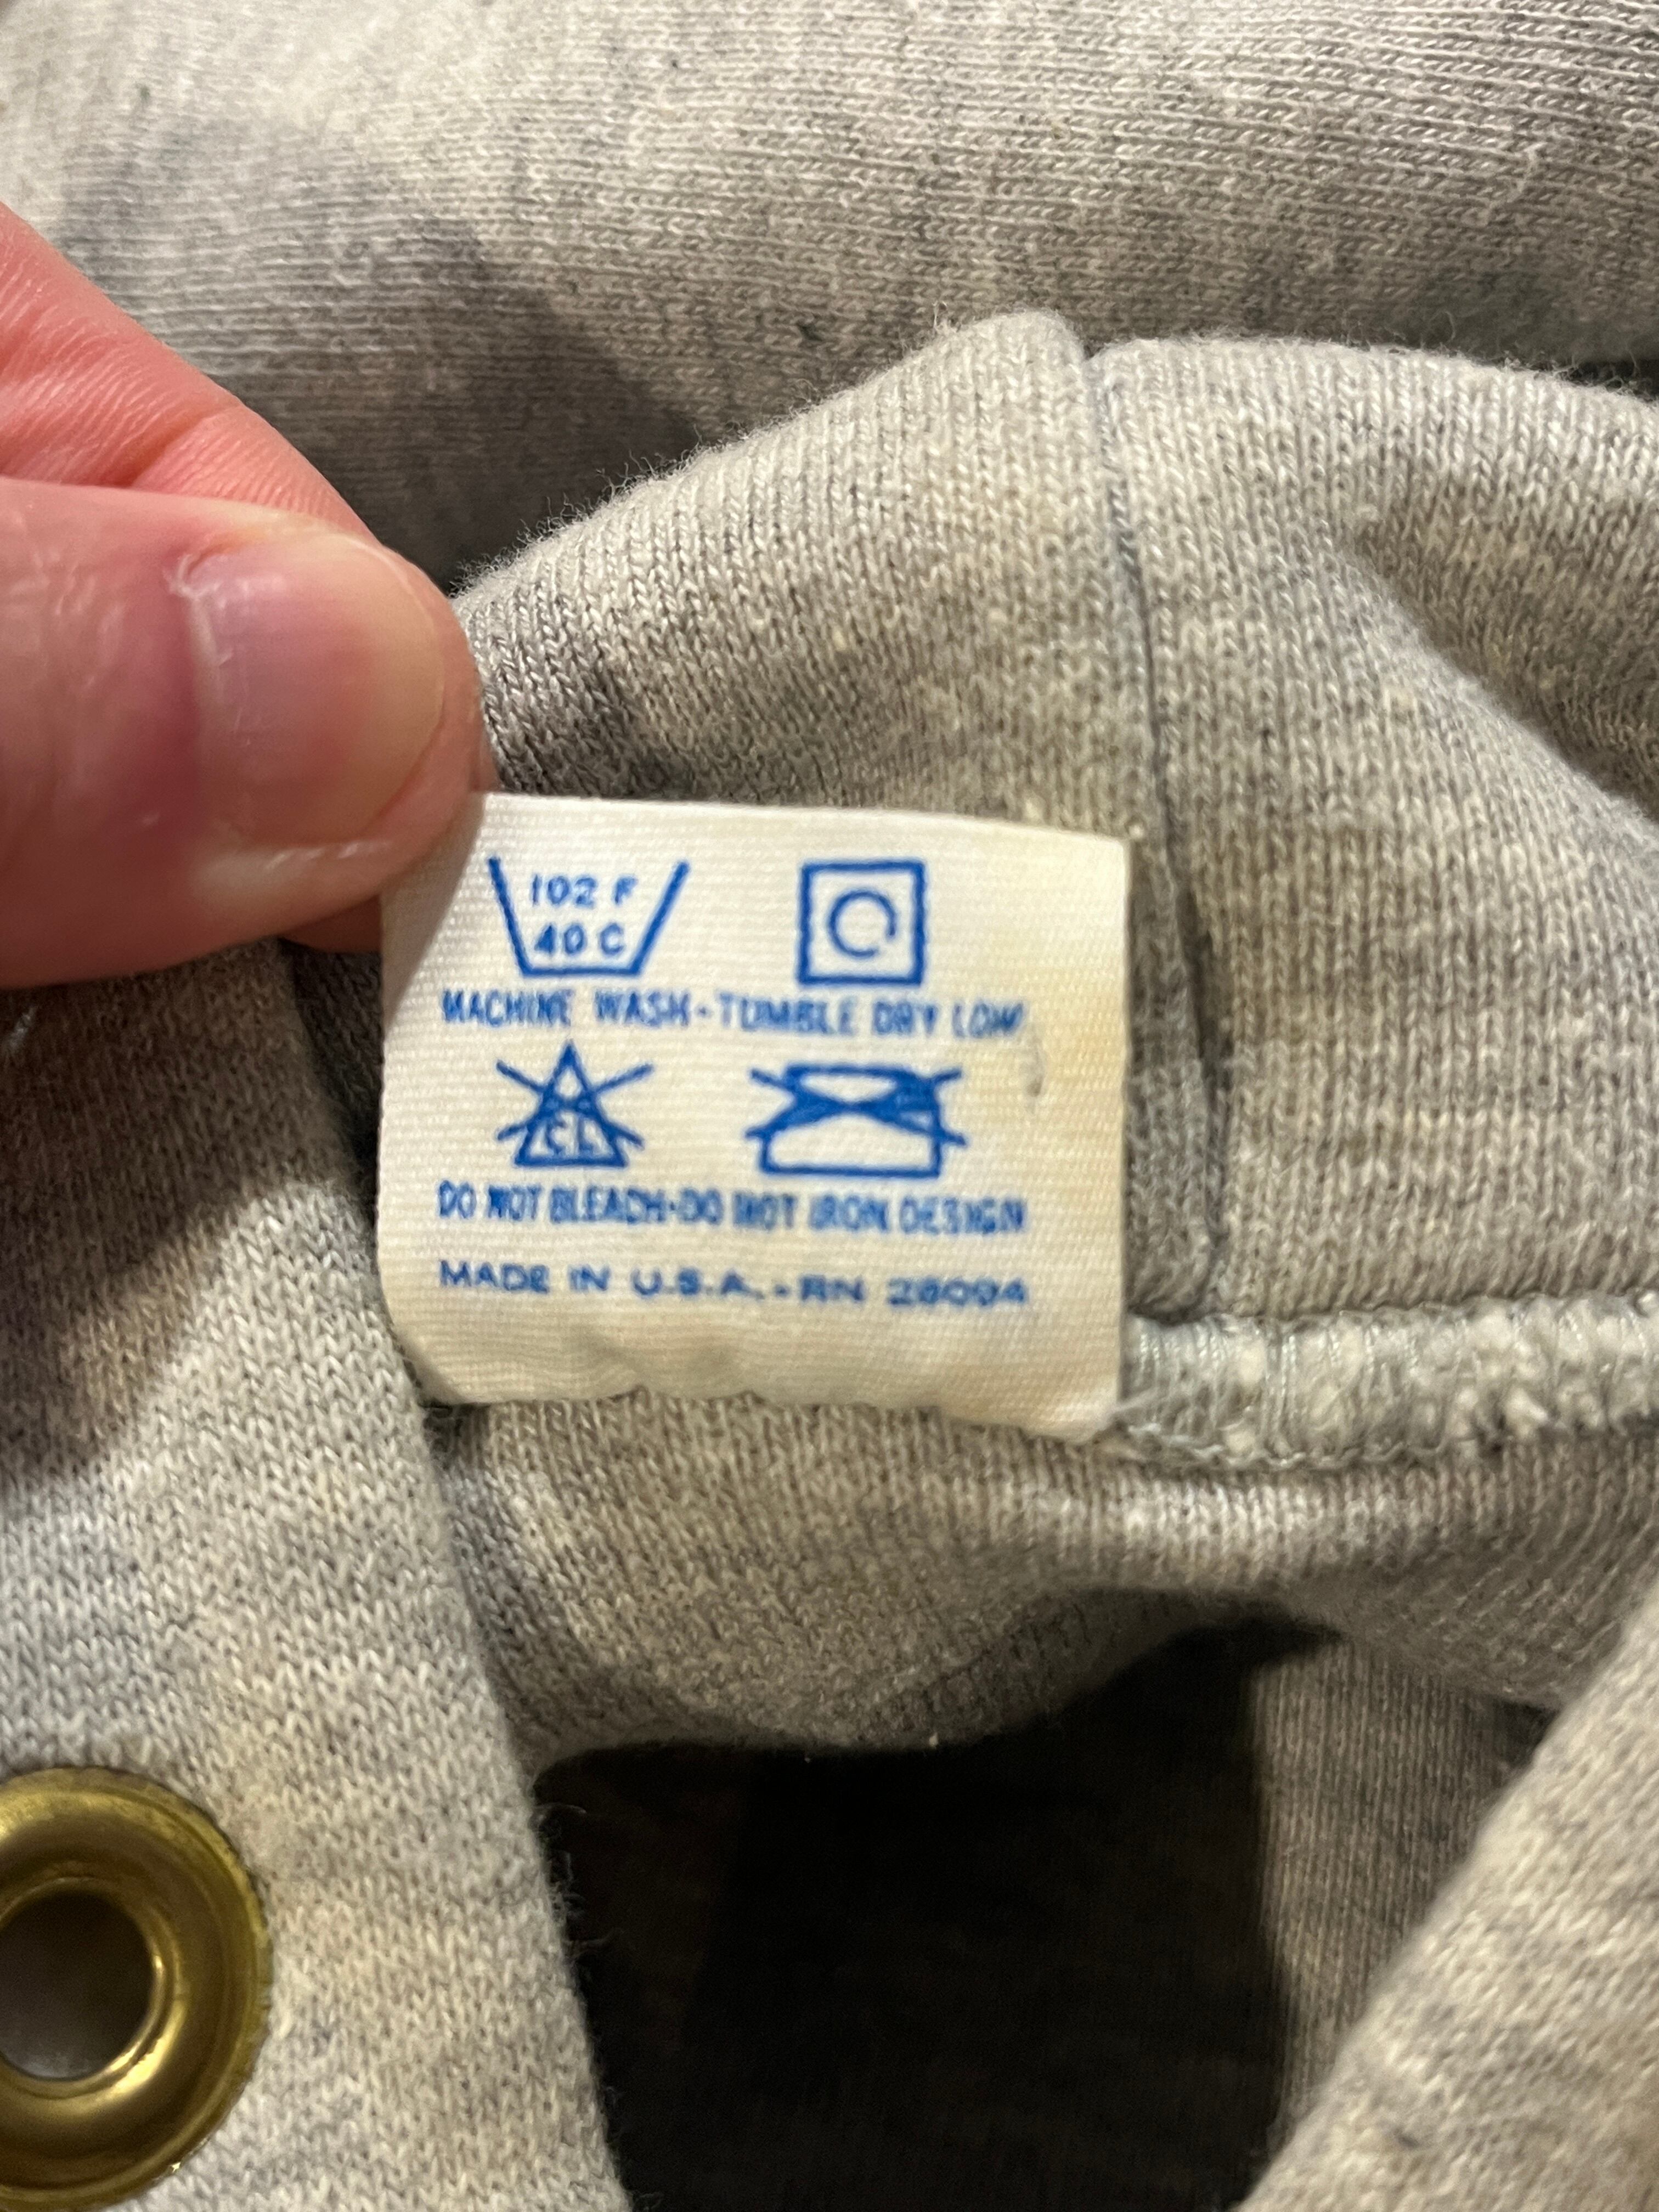 102 F
40 C
MACHINE WASH-TUMBLE DRY LOW
CL
DO NOT BLEACH-DO NOT IRON DESIGN
MADE IN U.S.A.-RN 28094